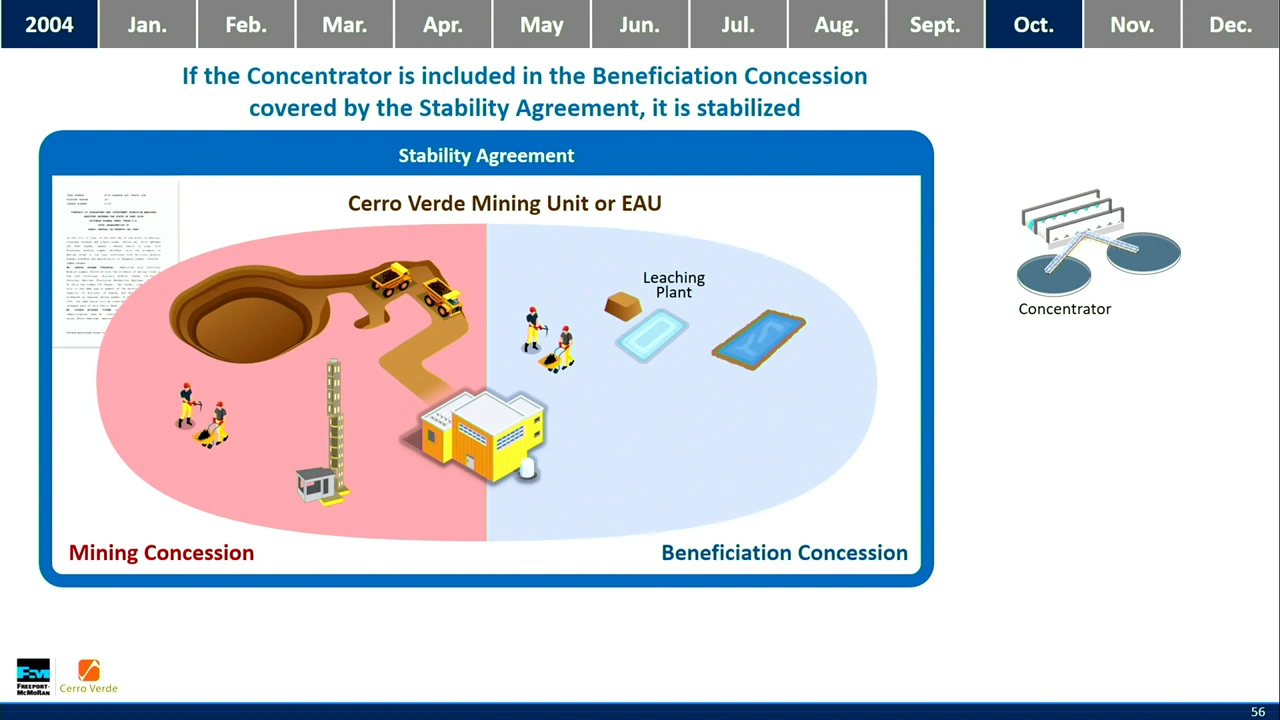 2004 Jan. Feb. Mar. Apr. May Jun. Jul. Aug. Sept. Oct. Nov. Dec.
If the Concentrator is included in the Beneficiation Concession
covered by the Stability Agreement, it is stabilized
Stability Agreement
Cerro Verde Mining Unit or EAU
Leaching
Plant
Concentrator
Mining Concession
Beneficiation Concession
FREEPORT-
McMoRAN
Cerro Verde
56